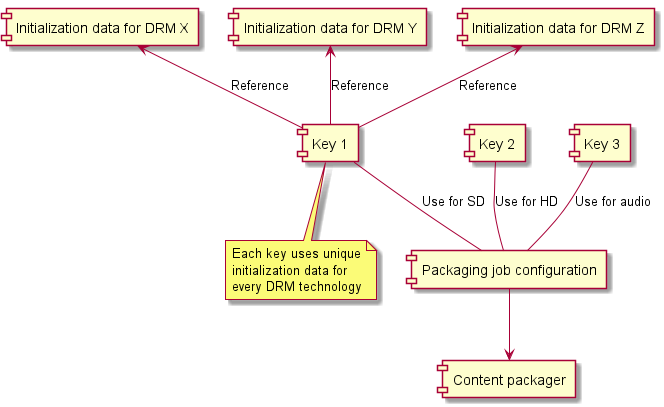 Initialization data for DRM X
Initialization data for DRM Y
Initialization data for DRM Z
Reference
Reference
Reference
Key 1
Key 2
Key 3
Use for SD
Use for HD
Use for audio
Each key uses unique
initialization data for
every DRM technology
Packaging job configuration
Content packager